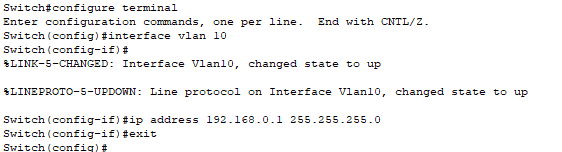 Switch#configure terminal
Enter configuration commands, one per line.  End with CNTL/Z.
Switch(config)#interface vlan 10
Switch(config-if)#
%LINK-5-CHANGED: Interface Vlan10, changed state to up
%LINEPROTO-5-UPDOWN: Line protocol on Interface Vlan10, changed state to up
Switch(config-if)#ip address 192.168.0.1 255.255.255.0
Switch(config-if)#exit
Switch(config)#